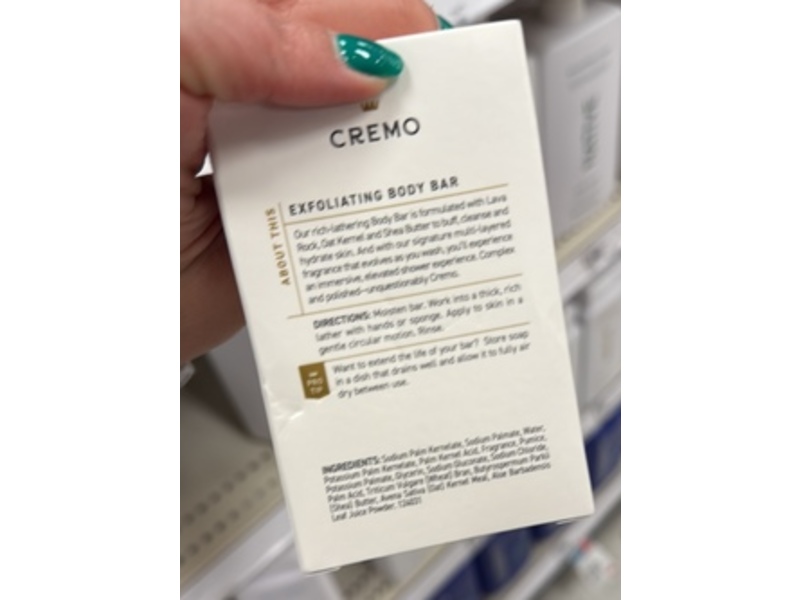 CREMO
ABOUT THIS
EXFOLIATING BODY BAR
Our rich-lathering Body Bar is formulated with Lava
Rock, Oat Kernel and Shea Butter to buff, cleanse and
hydrate skin. And with our signature multi-layered
fragrance that evolves as you wash, you'll experience
an immersive, elevated shower experience. Complex
and polished—unquestionably Cremo.
DIRECTIONS: Moisten bar. Work into a thick, rich
lather with hands or sponge. Apply to skin in a
gentle circular motion. Rinse.
PRO
TIP
Want to extend the life of your bar? Store soap
in a dish that drains well and allow it to fully air
dry between use.
INGREDIENTS: Sodium Palm Kernelate, Sodium Palmate, Water,
Potassium Palm Kernelate, Palm Kernel Acid, Fragrance, Pumice,
Potassium Palmate, Glycerin, Sodium Gluconate, Sodium Chloride,
Palm Acid, Triticum Vulgare (Wheat) Bran, Butyrospermum Parkii
(Shea) Butter, Avena Sativa (Oat) Kernel Meal, Aloe Barbadensis
Leaf Juice Powder. 124031